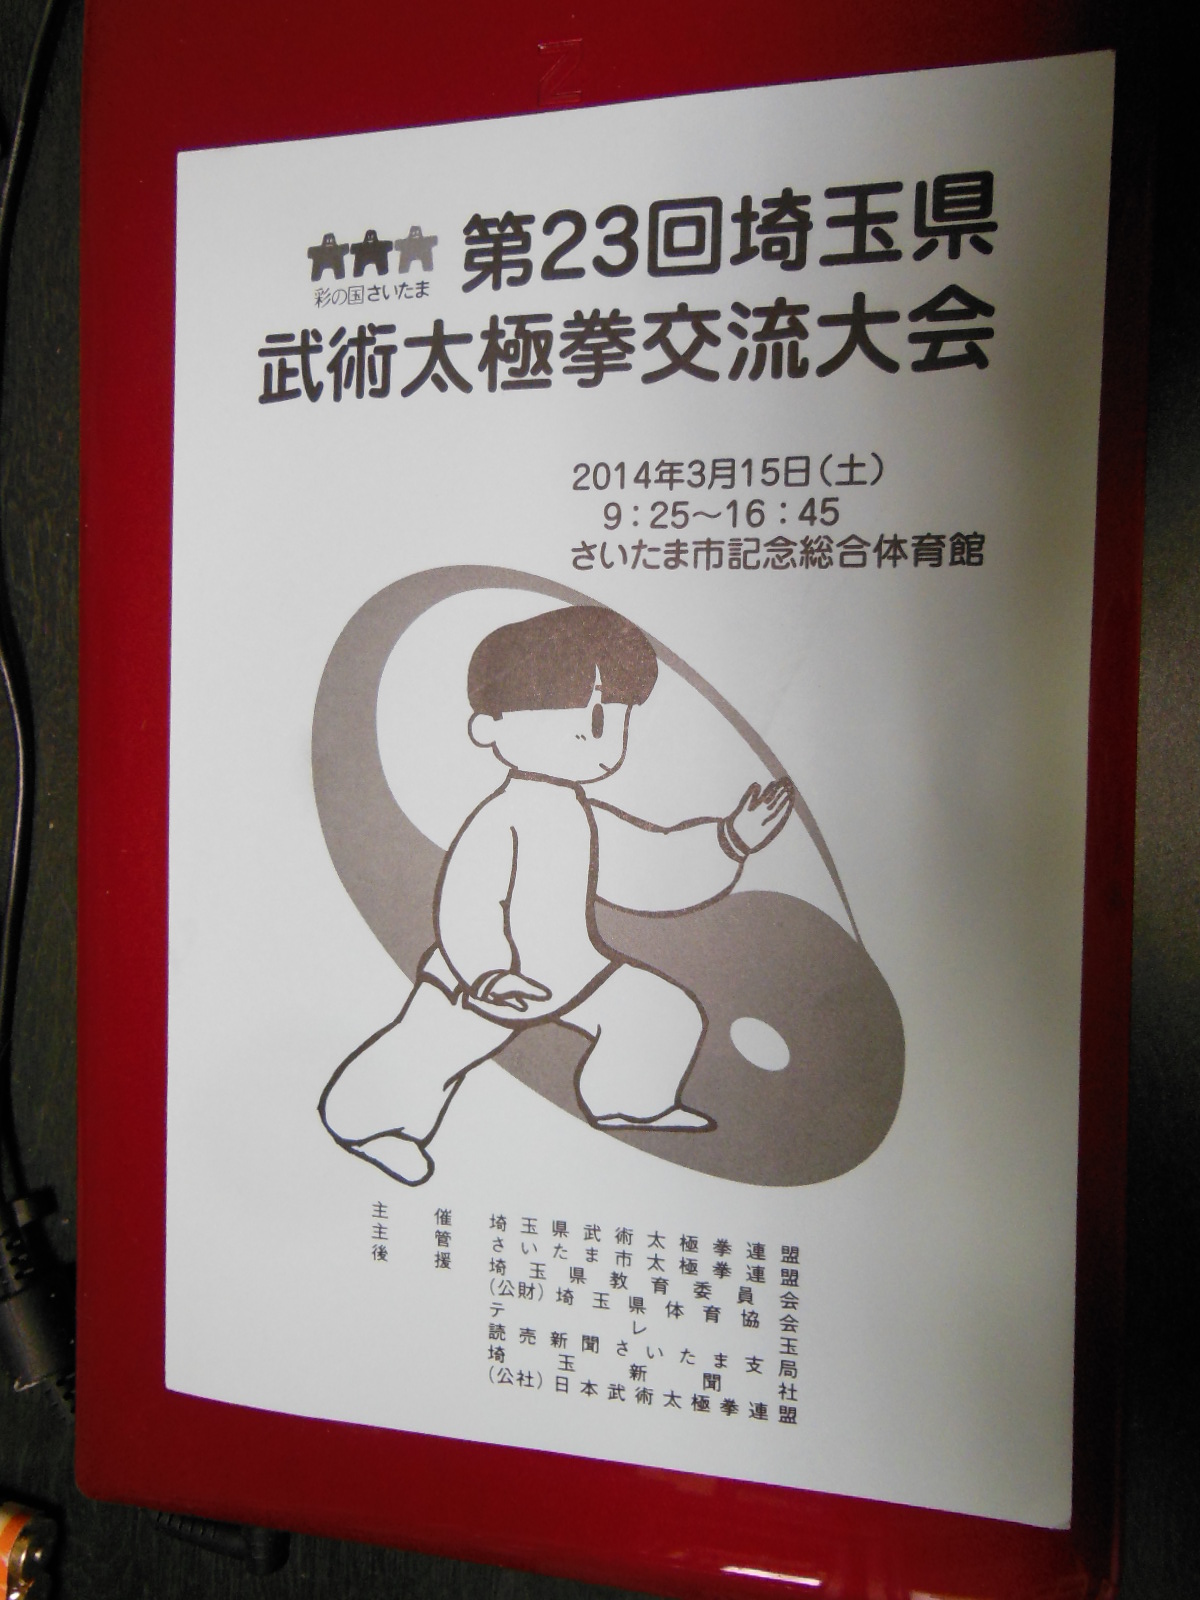 第23回埼玉県
彩の国さいたま
武術太極拳交流大会
2014年3月15日(土)
9:25~16:45
さいたま市記念総合体育館
主催 埼玉県武術太極拳連盟
主管 さいたま市太極拳連盟
後援 埼玉県教育委員会
(公財)埼玉県体育協会
テレ玉
読売新聞さいたま支局
埼玉新聞社
(公社)日本武術太極拳連盟